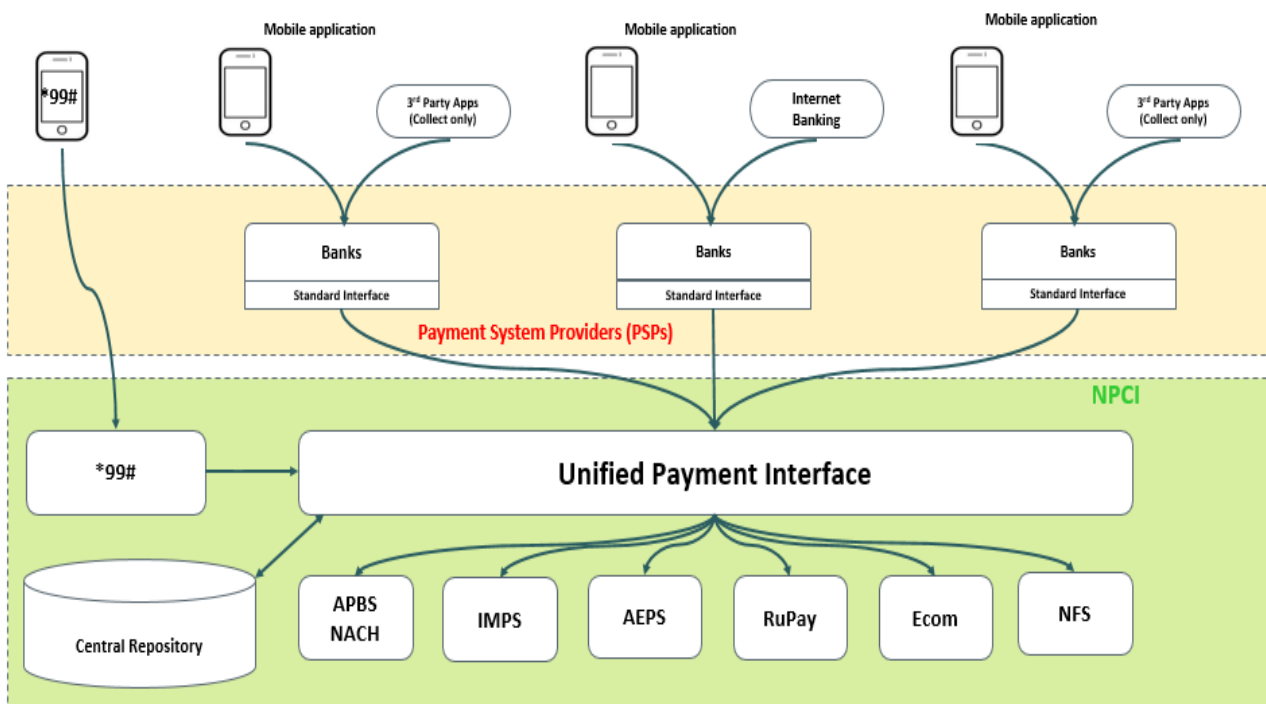 Mobile application
Mobile application
Mobile application
*99#
3rd Party Apps
(Collect only)
Internet
Banking
3rd Party Apps
(Collect only)
Banks
Banks
Banks
Standard Interface
Standard Interface
Standard Interface
Payment System Providers (PSPs)
NPCI
*99#
Unified Payment Interface
Central Repository
APBS
NACH
IMPS
AEPS
RuPay
Ecom
NFS